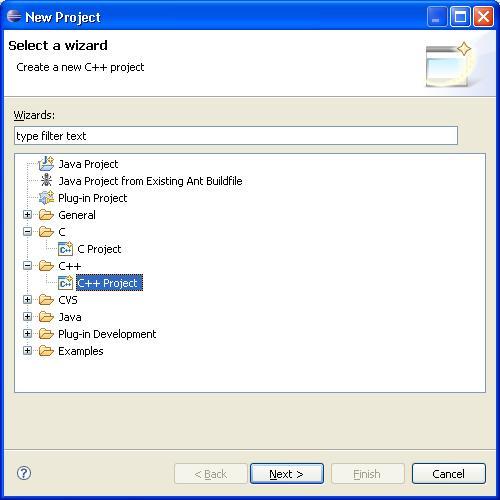 New Project
Select a wizard
Create a new C++ project
Wizards:
type filter text
Java Project
Java Project from Existing Ant Buildfile
Plug-in Project
General
C
C Project
C++
C++ Project
CVS
Java
Plug-in Development
Examples
? < Back Next > Finish Cancel